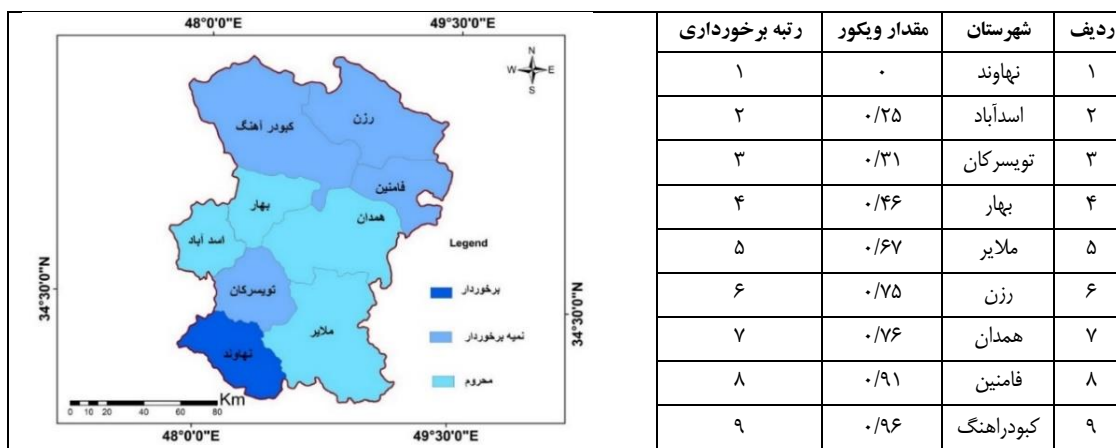 48°0'0"E 49°30'0"E
N
W E
S
کبودر آهنگ
رزن
فامنین
بهار
همدان
اسد آباد
تویسرکان
ملایر
نهاوند
Legend
برخوردار
نمیه برخوردار
محروم
34°30'0"N
34°30'0"N
Km
0 10 20 40 60 80
48°0'0"E 49°30'0"E
ردیف شهرستان مقدار ویکور رتبه برخورداری
۱ نهاوند ۰ ۱
۲ اسدآباد ۰/۲۵ ۲
۳ تویسرکان ۰/۳۱ ۳
۴ بهار ۰/۴۶ ۴
۵ ملایر ۰/۶۷ ۵
۶ رزن ۰/۷۵ ۶
۷ همدان ۰/۷۶ ۷
۸ فامنین ۰/۹۱ ۸
۹ کبودراهنگ ۰/۹۶ ۹